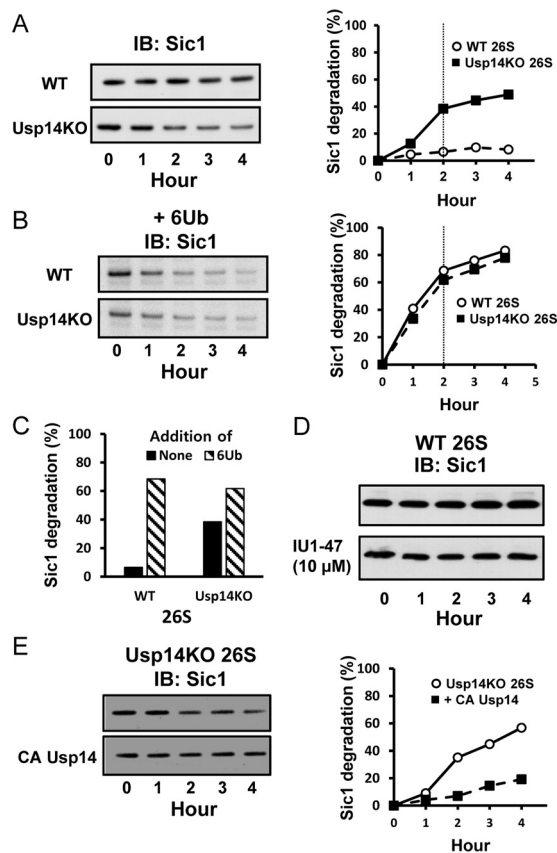 A
IB: Sic1
WT
Usp14KO
0 1 2 3 4
Hour
Sic1 degradation (%)
100
80
60
40
20
0
0 1 2 3 4
Hour
WT 26S
Usp14KO 26S
B
+ 6Ub
IB: Sic1
WT
Usp14KO
0 1 2 3 4
Hour
Sic1 degradation (%)
100
80
60
40
20
0
0 1 2 3 4 5
Hour
WT 26S
Usp14KO 26S
C
Sic1 degradation (%)
100
80
60
40
20
0
Addition of
None 6Ub
WT Usp14KO
26S
D
WT 26S
IB: Sic1
IU1-47
(10 µM)
0 1 2 3 4
Hour
E
Usp14KO 26S
IB: Sic1
CA Usp14
0 1 2 3 4
Hour
Sic1 degradation (%)
100
80
60
40
20
0
0 1 2 3 4
Hour
Usp14KO 26S
+ CA Usp14